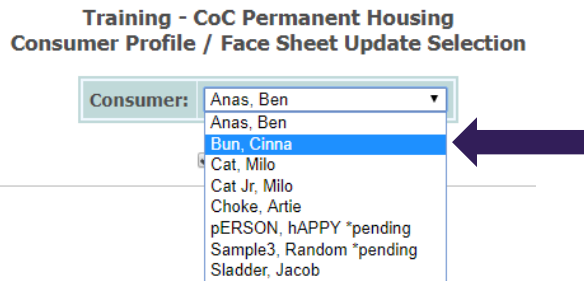 Training - CoC Permanent Housing
Consumer Profile / Face Sheet Update Selection
Consumer: Anas, Ben
Anas, Ben
Bun, Cinna
Cat, Milo
Cat Jr, Milo
Choke, Artie
pERSON, hAPPY *pending
Sample3, Random *pending
Sladder, Jacob